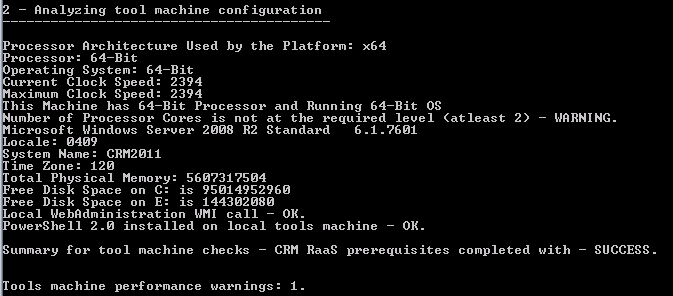 2 - Analyzing tool machine configuration
-----------------------------------------
Processor Architecture Used by the Platform: x64
Processor: 64-Bit
Operating System: 64-Bit
Current Clock Speed: 2394
Maximum Clock Speed: 2394
This Machine has 64-Bit Processor and Running 64-Bit OS
Number of Processor Cores is not at the required level (atleast 2) - WARNING.
Microsoft Windows Server 2008 R2 Standard   6.1.7601
Locale: 0409
System Name: CRM2011
Time Zone: 120
Total Physical Memory: 5607317504
Free Disk Space on C: is 95014952960
Free Disk Space on E: is 144302080
Local WebAdministration WMI call - OK.
PowerShell 2.0 installed on local tools machine - OK.
Summary for tool machine checks - CRM RaaS prerequisites completed with - SUCCESS.
Tools machine performance warnings: 1.